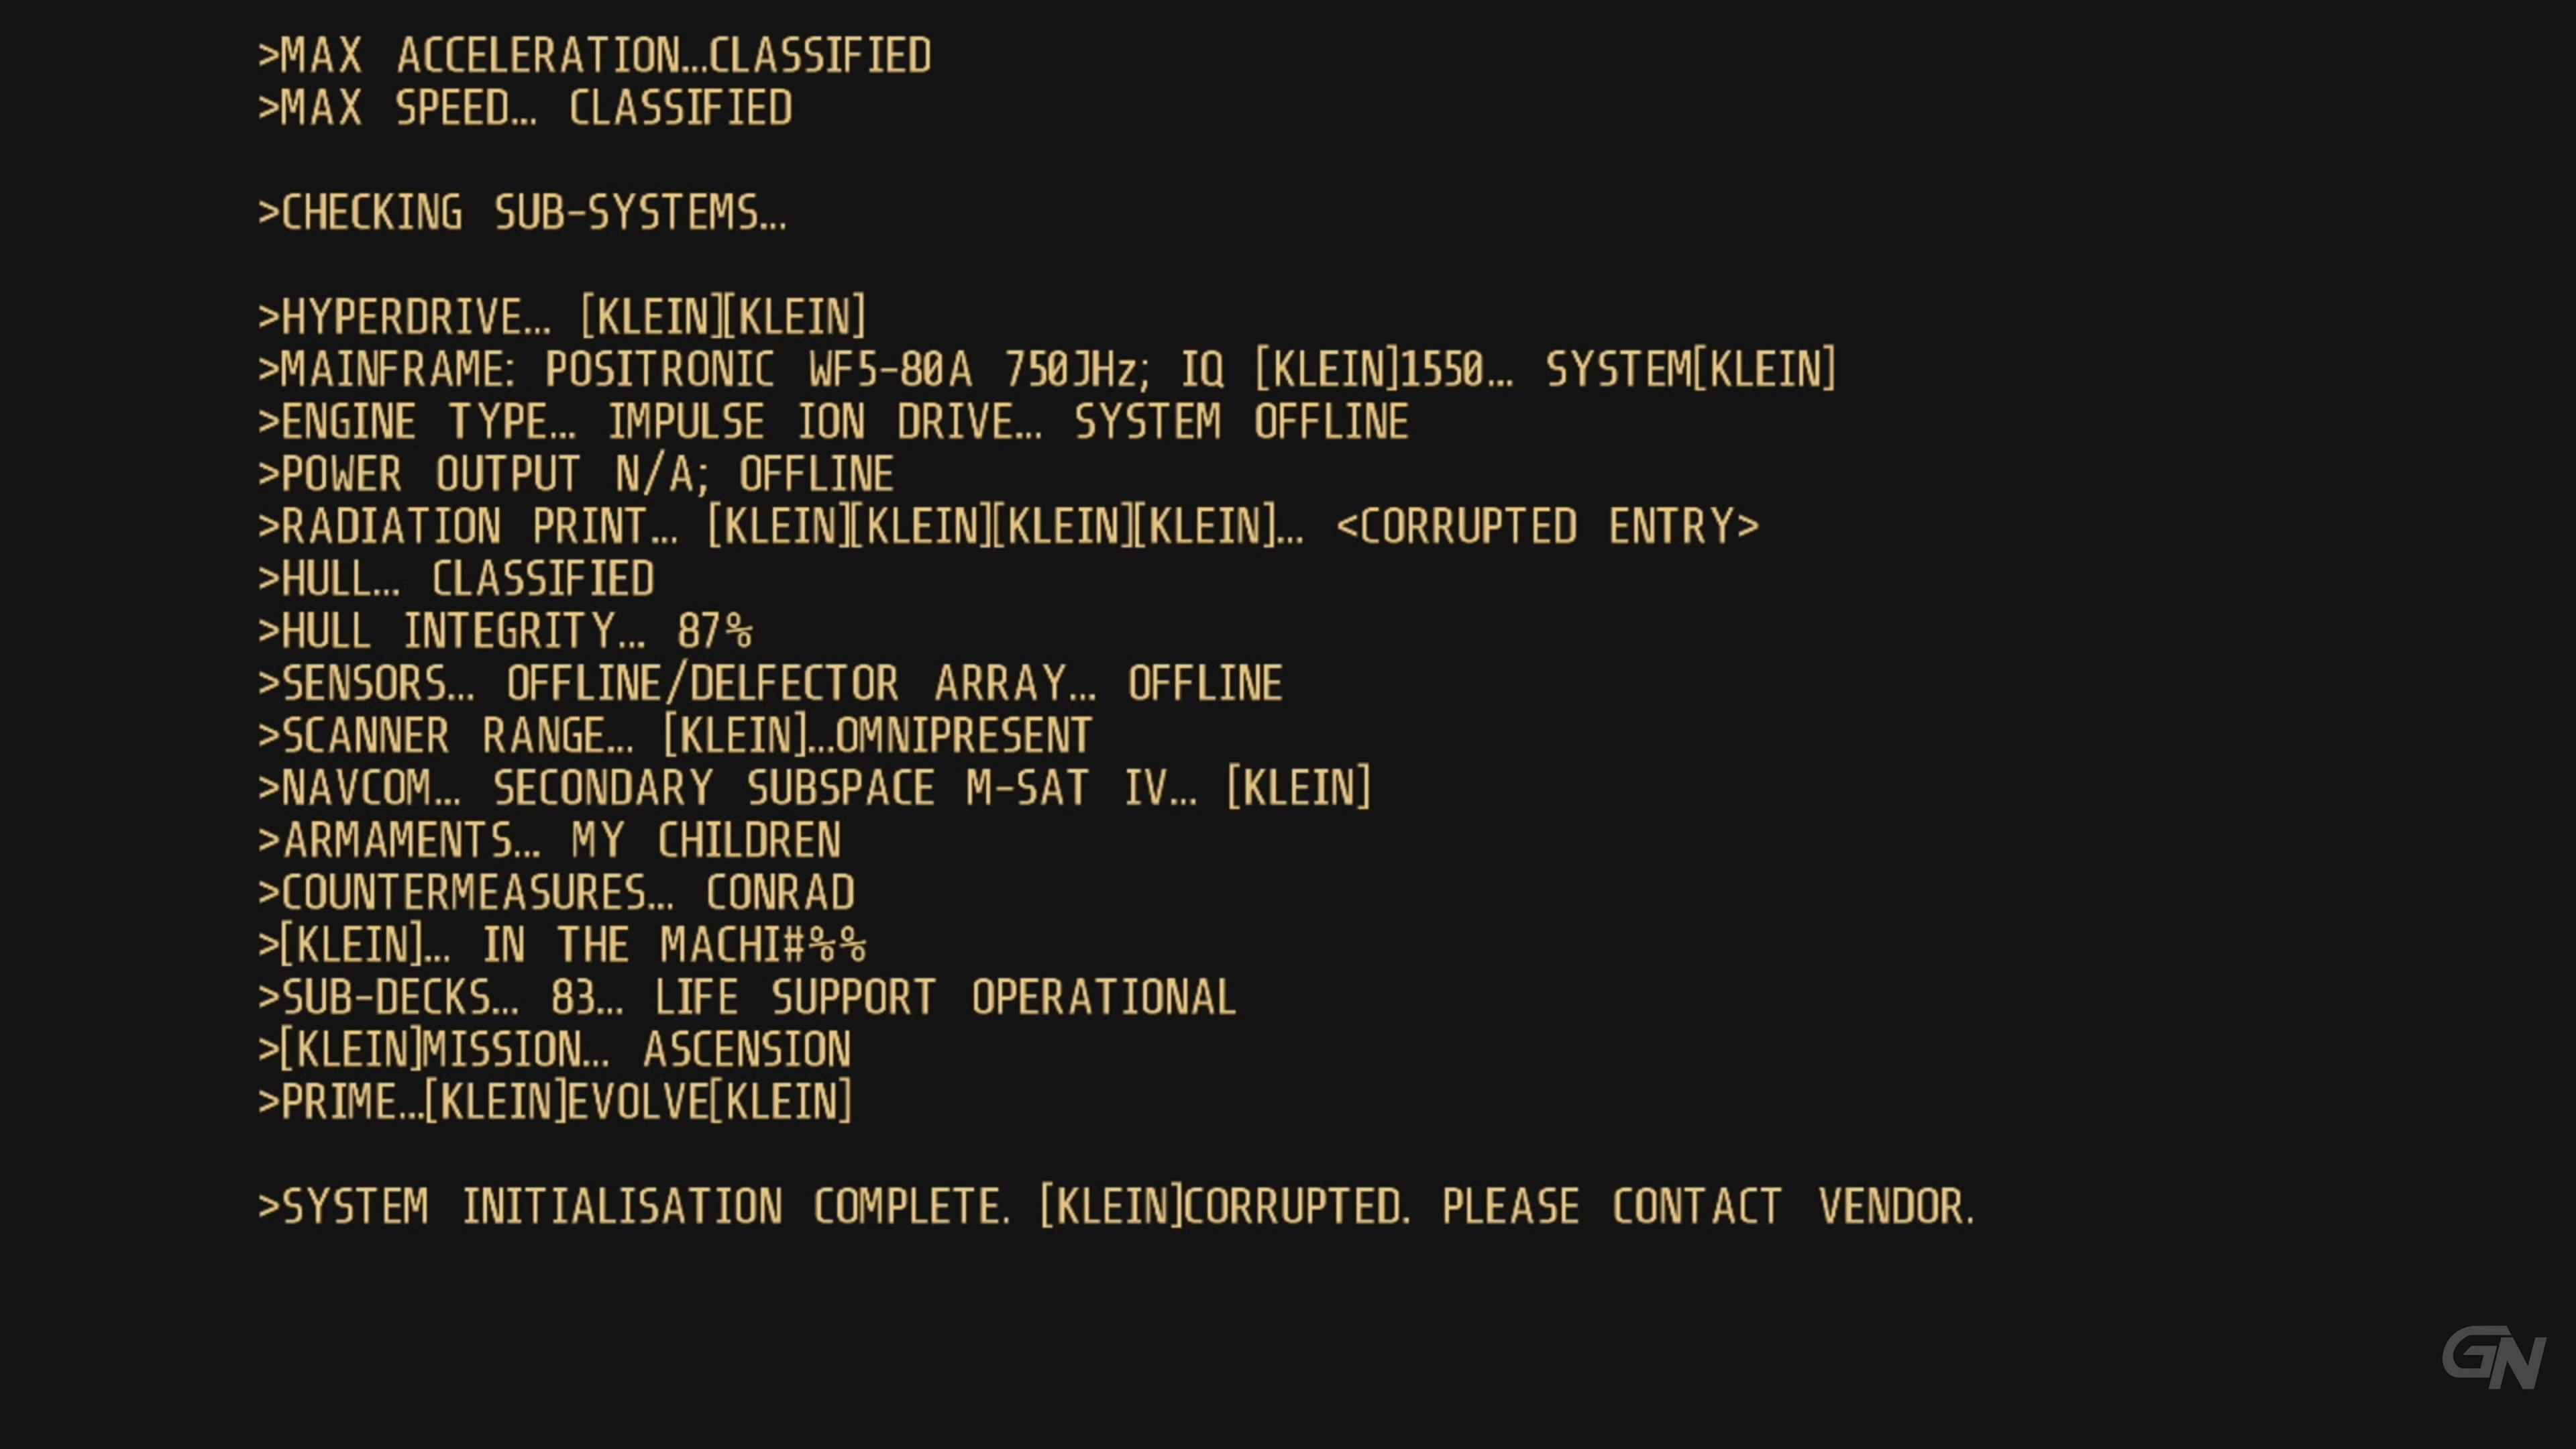 >MAX ACCELERATION...CLASSIFIED
>MAX SPEED... CLASSIFIED
>CHECKING SUB-SYSTEMS...
>HYPERDRIVE... [KLEIN][KLEIN]
>MAINFRAME: POSITRONIC WF5-80A 750JHz; IQ [KLEIN]1550... SYSTEM[KLEIN]
>ENGINE TYPE... IMPULSE ION DRIVE... SYSTEM OFFLINE
>POWER OUTPUT N/A; OFFLINE
>RADIATION PRINT... [KLEIN][KLEIN][KLEIN][KLEIN]... <CORRUPTED ENTRY>
>HULL... CLASSIFIED
>HULL INTEGRITY... 87%
>SENSORS... OFFLINE/DELFECTOR ARRAY... OFFLINE
>SCANNER RANGE... [KLEIN]...OMNIPRESENT
>NAVCOM... SECONDARY SUBSPACE M-SAT IV... [KLEIN]
>ARMAMENTS... MY CHILDREN
>COUNTERMEASURES... CONRAD
>[KLEIN]... IN THE MACHI#%%
>SUB-DECKS... 83... LIFE SUPPORT OPERATIONAL
>[KLEIN]MISSION... ASCENSION
>PRIME...[KLEIN]EVOLVE[KLEIN]
>SYSTEM INITIALISATION COMPLETE. [KLEIN]CORRUPTED. PLEASE CONTACT VENDOR.
GN